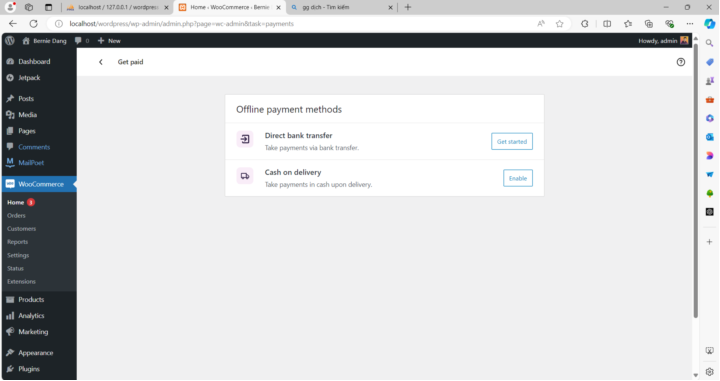 localhost / 127.0.0.1 / wordpress
Home ‹ WooCommerce ‹ Bernie
gg dich - Tìm kiếm
localhost/wordpress/wp-admin/admin.php?page=wc-admin&task=payments
Bernie Dang
0
New
Howdy, admin
Dashboard
Jetpack
Posts
Media
Pages
Comments
MailPoet
WooCommerce
Home 3
Orders
Customers
Reports
Settings
Status
Extensions
Products
Analytics
Marketing
Appearance
Plugins
Get paid
Offline payment methods
Direct bank transfer
Take payments via bank transfer.
Get started
Cash on delivery
Take payments in cash upon delivery.
Enable